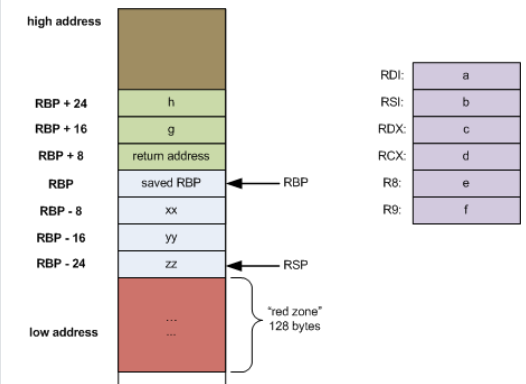 high address
RBP + 24
h
RBP + 16
g
RBP + 8
return address
RBP
saved RBP
RBP
RBP - 8
xx
RBP - 16
yy
RBP - 24
zz
RSP
...
...
"red zone"
128 bytes
low address
RDI:
a
RSI:
b
RDX:
c
RCX:
d
R8:
e
R9:
f